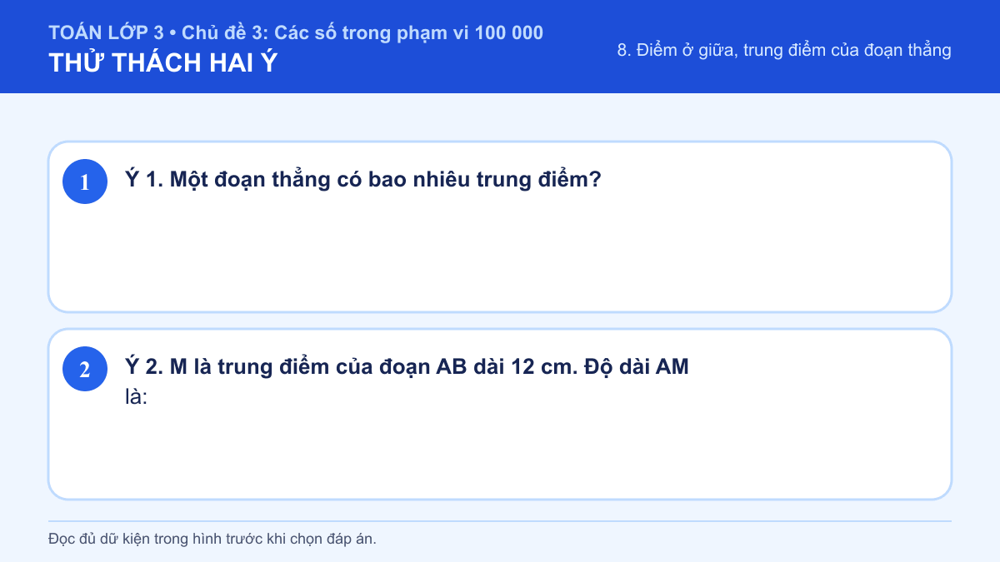 TOÁN LỚP 3 • Chủ đề 3: Các số trong phạm vi 100 000
THỬ THÁCH HAI Ý
8. Điểm ở giữa, trung điểm của đoạn thẳng
1
Ý 1. Một đoạn thẳng có bao nhiêu trung điểm?
2
Ý 2. M là trung điểm của đoạn AB dài 12 cm. Độ dài AM
là:
Đọc đủ dữ kiện trong hình trước khi chọn đáp án.